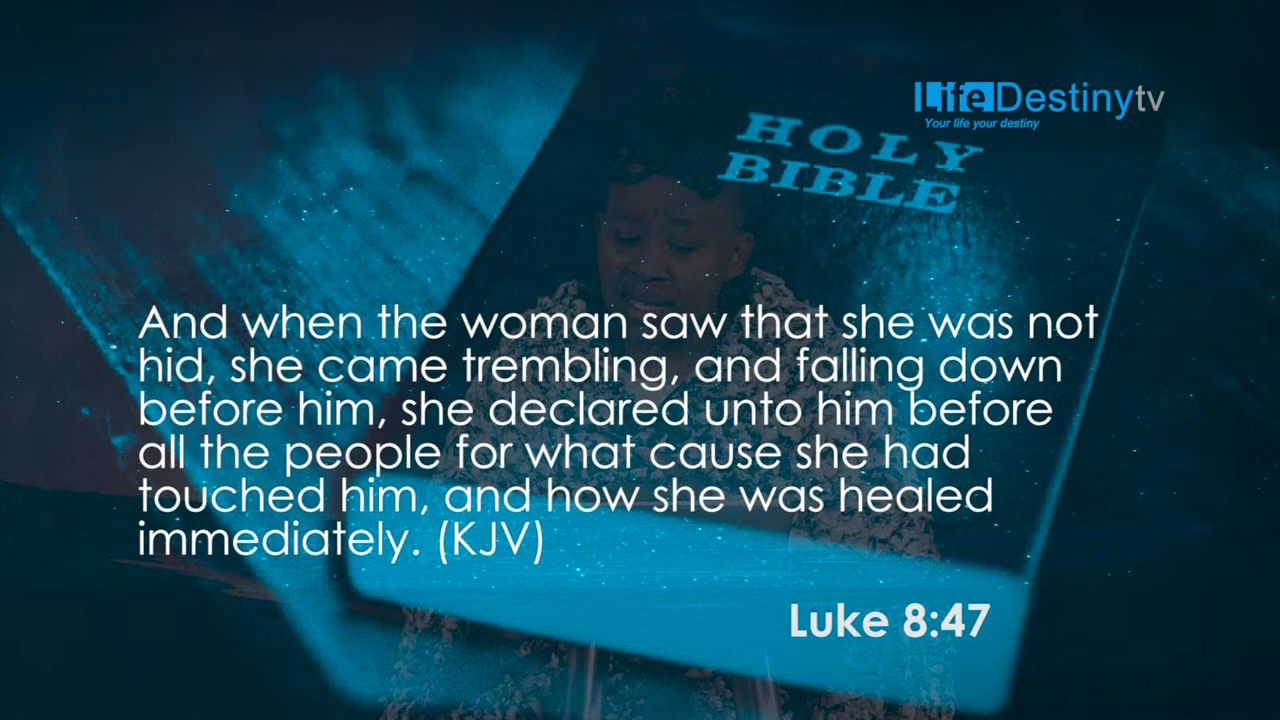 LifeDestinytv
Your life your destiny
HOLY
BIBLE
And when the woman saw that she was not
hid, she came trembling, and falling down
before him, she declared unto him before
all the people for what cause she had
touched him, and how she was healed
immediately. (KJV)
Luke 8:47